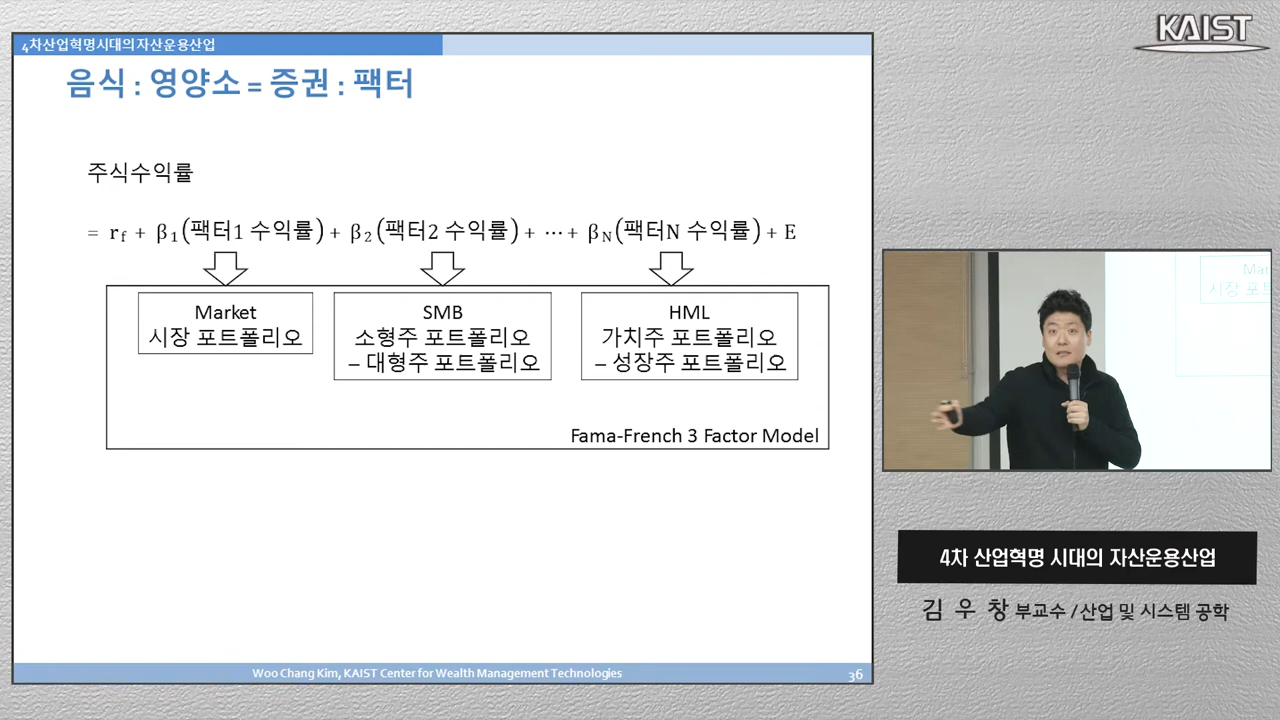 KAIST
4차산업혁명시대의자산운용산업
음식 : 영양소 = 증권 : 팩터
주식수익률
= rf + β1(팩터1 수익률) + β2(팩터2 수익률) + ⋯ + βN(팩터N 수익률) + E
Market
시장 포트폴리오
SMB
소형주 포트폴리오
– 대형주 포트폴리오
HML
가치주 포트폴리오
– 성장주 포트폴리오
Fama-French 3 Factor Model
Woo Chang Kim, KAIST Center for Wealth Management Technologies
36
시장 포트
4차 산업혁명 시대의 자산운용산업
김 우 창 부교수 / 산업 및 시스템 공학